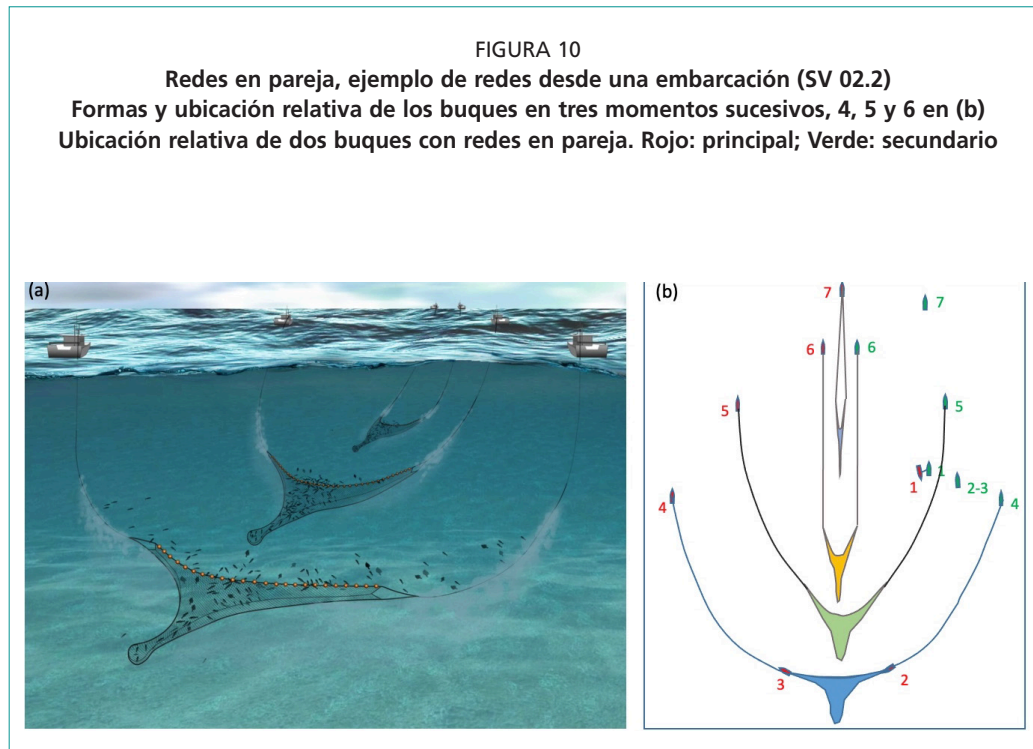 FIGURA 10
Redes en pareja, ejemplo de redes desde una embarcación (SV 02.2)
Formas y ubicación relativa de los buques en tres momentos sucesivos, 4, 5 y 6 en (b)
Ubicación relativa de dos buques con redes en pareja. Rojo: principal; Verde: secundario
(a)
(b)
7
7
6
6
5
5
1
1
2-3
4
4
3
2